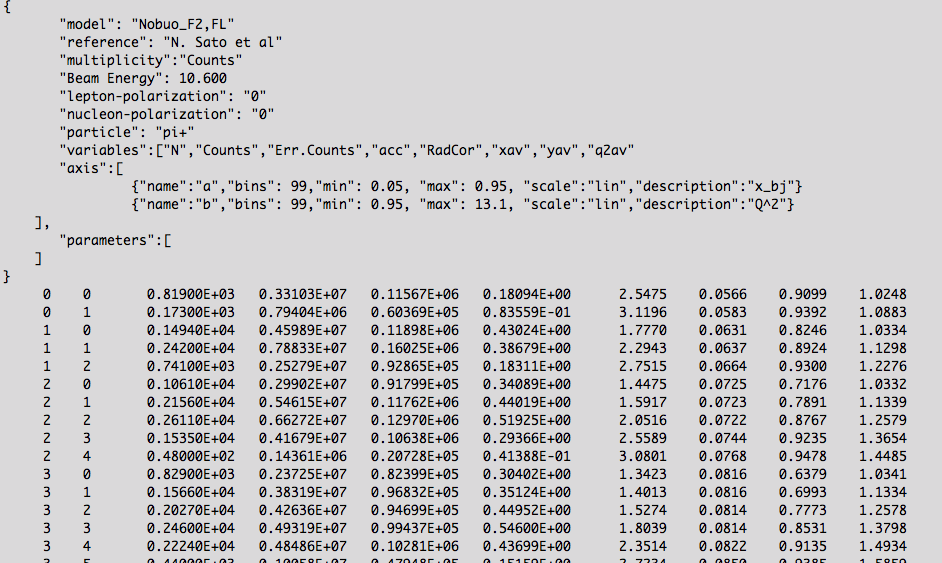 {
"model": "Nobuo_F2,FL"
"reference": "N. Sato et al"
"multiplicity":"Counts"
"Beam Energy": 10.600
"lepton-polarization": "0"
"nucleon-polarization": "0"
"particle": "pi+"
"variables":["N","Counts","Err.Counts","acc","RadCor","xav","yav","q2av"
"axis":[
{"name":"a","bins": 99,"min": 0.05, "max": 0.95, "scale":"lin","description":"x_bj"}
{"name":"b","bins": 99,"min": 0.95, "max": 13.1, "scale":"lin","description":"Q^2"}
],
"parameters":[
]
}
0 0 0.81900E+03 0.33103E+07 0.11567E+06 0.18094E+00 2.5475 0.0566 0.9099 1.0248
0 1 0.17300E+03 0.79404E+06 0.60369E+05 0.83559E-01 3.1196 0.0583 0.9392 1.0883
1 0 0.14940E+04 0.45989E+07 0.11898E+06 0.43024E+00 1.7770 0.0631 0.8246 1.0334
1 1 0.24200E+04 0.78833E+07 0.16025E+06 0.38679E+00 2.2943 0.0637 0.8924 1.1298
1 2 0.74100E+03 0.25279E+07 0.92865E+05 0.18311E+00 2.7515 0.0664 0.9300 1.2276
2 0 0.10610E+04 0.29902E+07 0.91799E+05 0.34089E+00 1.4475 0.0725 0.7176 1.0332
2 1 0.21560E+04 0.54615E+07 0.11762E+06 0.44019E+00 1.5917 0.0723 0.7891 1.1339
2 2 0.26110E+04 0.66272E+07 0.12970E+06 0.51925E+00 2.0516 0.0722 0.8767 1.2579
2 3 0.15350E+04 0.41679E+07 0.10638E+06 0.29366E+00 2.5589 0.0744 0.9235 1.3654
2 4 0.48000E+02 0.14361E+06 0.20728E+05 0.41388E-01 3.0801 0.0768 0.9478 1.4485
3 0 0.82900E+03 0.23725E+07 0.82399E+05 0.30402E+00 1.3423 0.0816 0.6379 1.0341
3 1 0.15660E+04 0.38319E+07 0.96832E+05 0.35124E+00 1.4013 0.0816 0.6993 1.1334
3 2 0.20270E+04 0.42636E+07 0.94699E+05 0.44952E+00 1.5274 0.0814 0.7773 1.2578
3 3 0.24600E+04 0.49319E+07 0.99437E+05 0.54600E+00 1.8039 0.0814 0.8531 1.3798
3 4 0.22240E+04 0.48486E+07 0.10281E+06 0.43699E+00 2.3514 0.0822 0.9135 1.4934